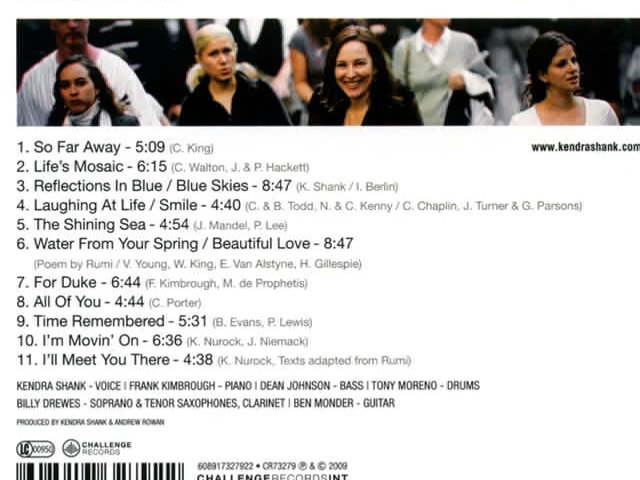 1. So Far Away - 5:09 (C. King)
www.kendrashank.com
2. Life's Mosaic - 6:15 (C. Walton, J. & P. Hackett)
3. Reflections In Blue / Blue Skies - 8:47 (K. Shank / I. Berlin)
4. Laughing At Life / Smile - 4:40 (C. & B. Todd, N. & C. Kenny / C. Chaplin, J. Turner & G. Parsons)
5. The Shining Sea - 4:54 (J. Mandel, P. Lee)
6. Water From Your Spring / Beautiful Love - 8:47
(Poem by Rumi / V. Young, W. King, E. Van Alstyne, H. Gillespie)
7. For Duke - 6:44 (F. Kimbrough, M. de Prophetis)
8. All Of You - 4:44 (C. Porter)
9. Time Remembered - 5:31 (B. Evans, P. Lewis)
10. I'm Movin' On - 6:36 (K. Nurock, J. Niemack)
11. I'll Meet You There - 4:38 (K. Nurock, Texts adapted from Rumi)
KENDRA SHANK - VOICE | FRANK KIMBROUGH - PIANO | DEAN JOHNSON - BASS | TONY MORENO - DRUMS
BILLY DREWES - SOPRANO & TENOR SAXOPHONES, CLARINET | BEN MONDER - GUITAR
PRODUCED BY KENDRA SHANK & ANDREW ROWAN
LC 00950
CHALLENGE
RECORDS
608917327922 • CR73279 ℗ & © 2009
CHALLENGERECORDSINT